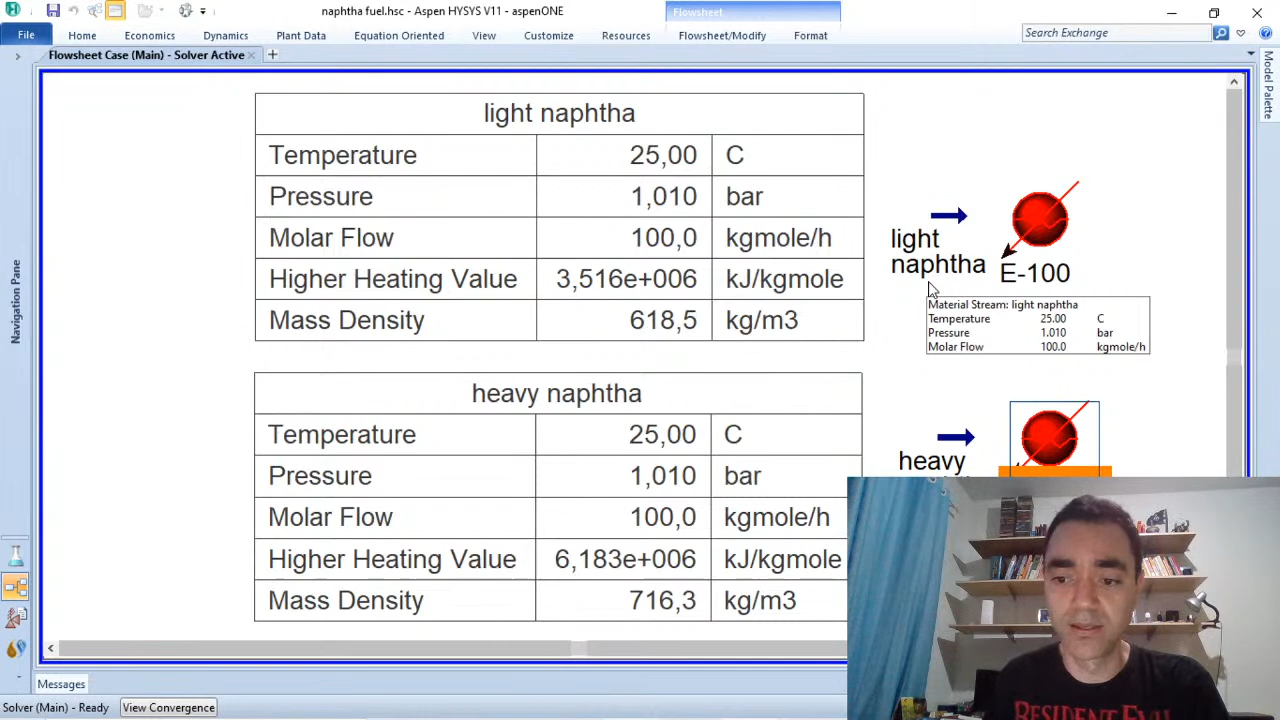 naphtha fuel.hsc - Aspen HYSYS V11 - aspenONE
Flowsheet
File Home Economics Dynamics Plant Data Equation Oriented View Customize Resources Flowsheet/Modify Format
Search Exchange
Flowsheet Case (Main) - Solver Active
Model Palette
Navigation Pane
light naphtha
Temperature 25,00 C
Pressure 1,010 bar
Molar Flow 100,0 kgmole/h
Higher Heating Value 3,516e+006 kJ/kgmole
Mass Density 618,5 kg/m3
light
naphtha
E-100
Material Stream: light naphtha
Temperature 25.00 C
Pressure 1.010 bar
Molar Flow 100.0 kgmole/h
heavy naphtha
Temperature 25,00 C
Pressure 1,010 bar
Molar Flow 100,0 kgmole/h
Higher Heating Value 6,183e+006 kJ/kgmole
Mass Density 716,3 kg/m3
heavy
Messages
Solver (Main) - Ready View Convergence
RESIDENT EVIL